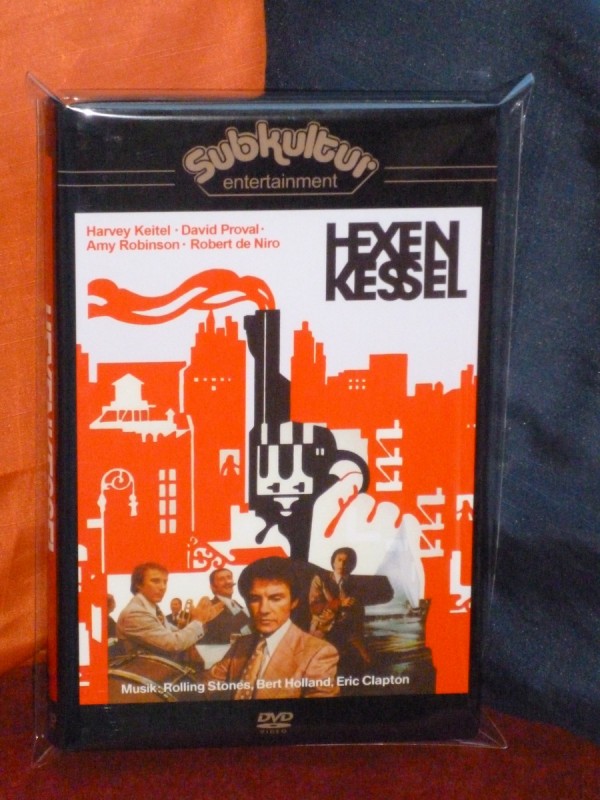 subkultur
entertainment
Harvey Keitel · David Proval ·
Amy Robinson · Robert de Niro
HEXEN
KESSEL
Musik: Rolling Stones, Bert Holland, Eric Clapton
DVD
VIDEO
HEXENKESSEL